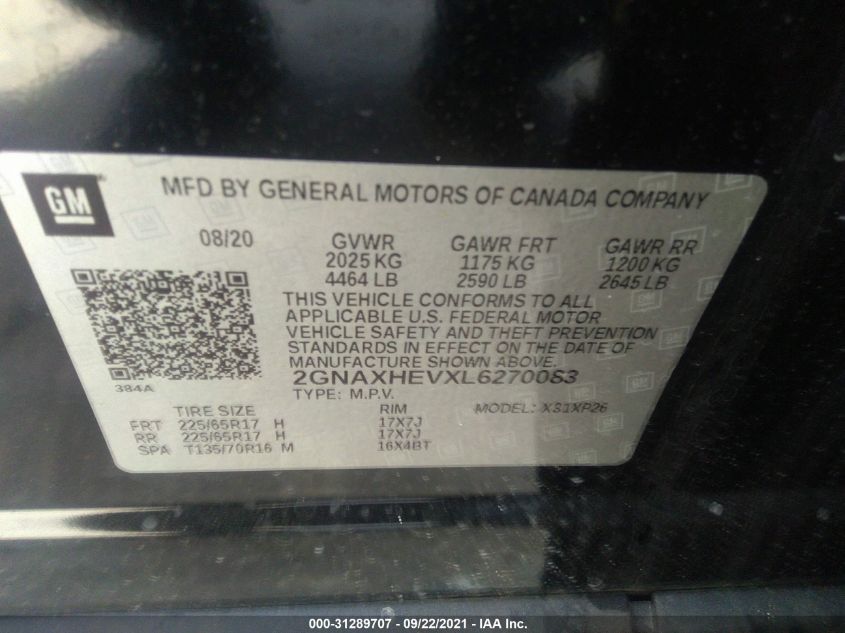 GM
MFD BY GENERAL MOTORS OF CANADA COMPANY
08/20 GVWR GAWR FRT GAWR RR
2025 KG 1175 KG 1200 KG
4464 LB 2590 LB 2645 LB
THIS VEHICLE CONFORMS TO ALL
APPLICABLE U.S. FEDERAL MOTOR
VEHICLE SAFETY AND THEFT PREVENTION
STANDARDS IN EFFECT ON THE DATE OF
MANUFACTURE SHOWN ABOVE.
384A
2GNAXHEVXL6270083
TYPE: M.P.V. MODEL: XS1XP26
TIRE SIZE RIM
FRT 225/65R17 H 17X7J
RR 225/65R17 H 17X7J
SPA T135/70R16 M 16X4BT
000-31289707 - 09/22/2021 - IAA Inc.